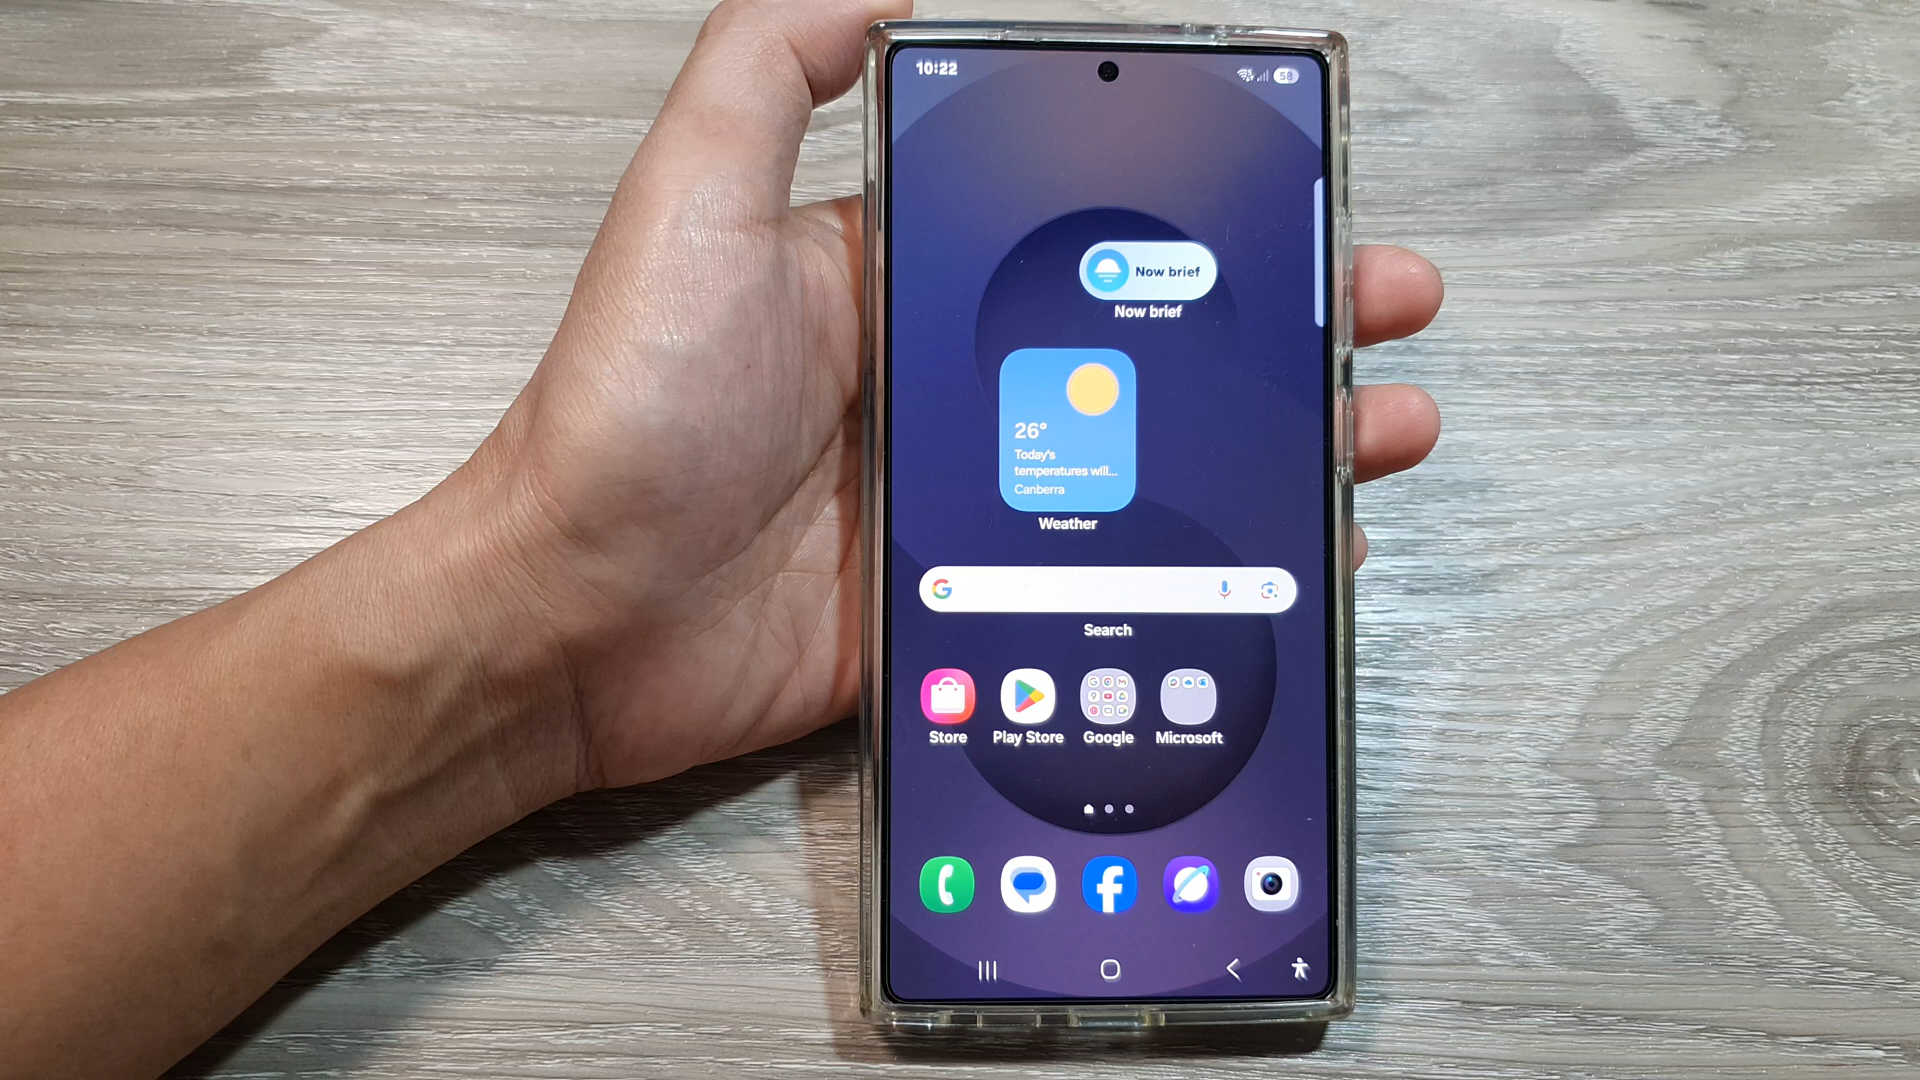 10:22
58
Now brief
Now brief
26°
Today's
temperatures will...
Canberra
Weather
Search
Store
Play Store
Google
Microsoft